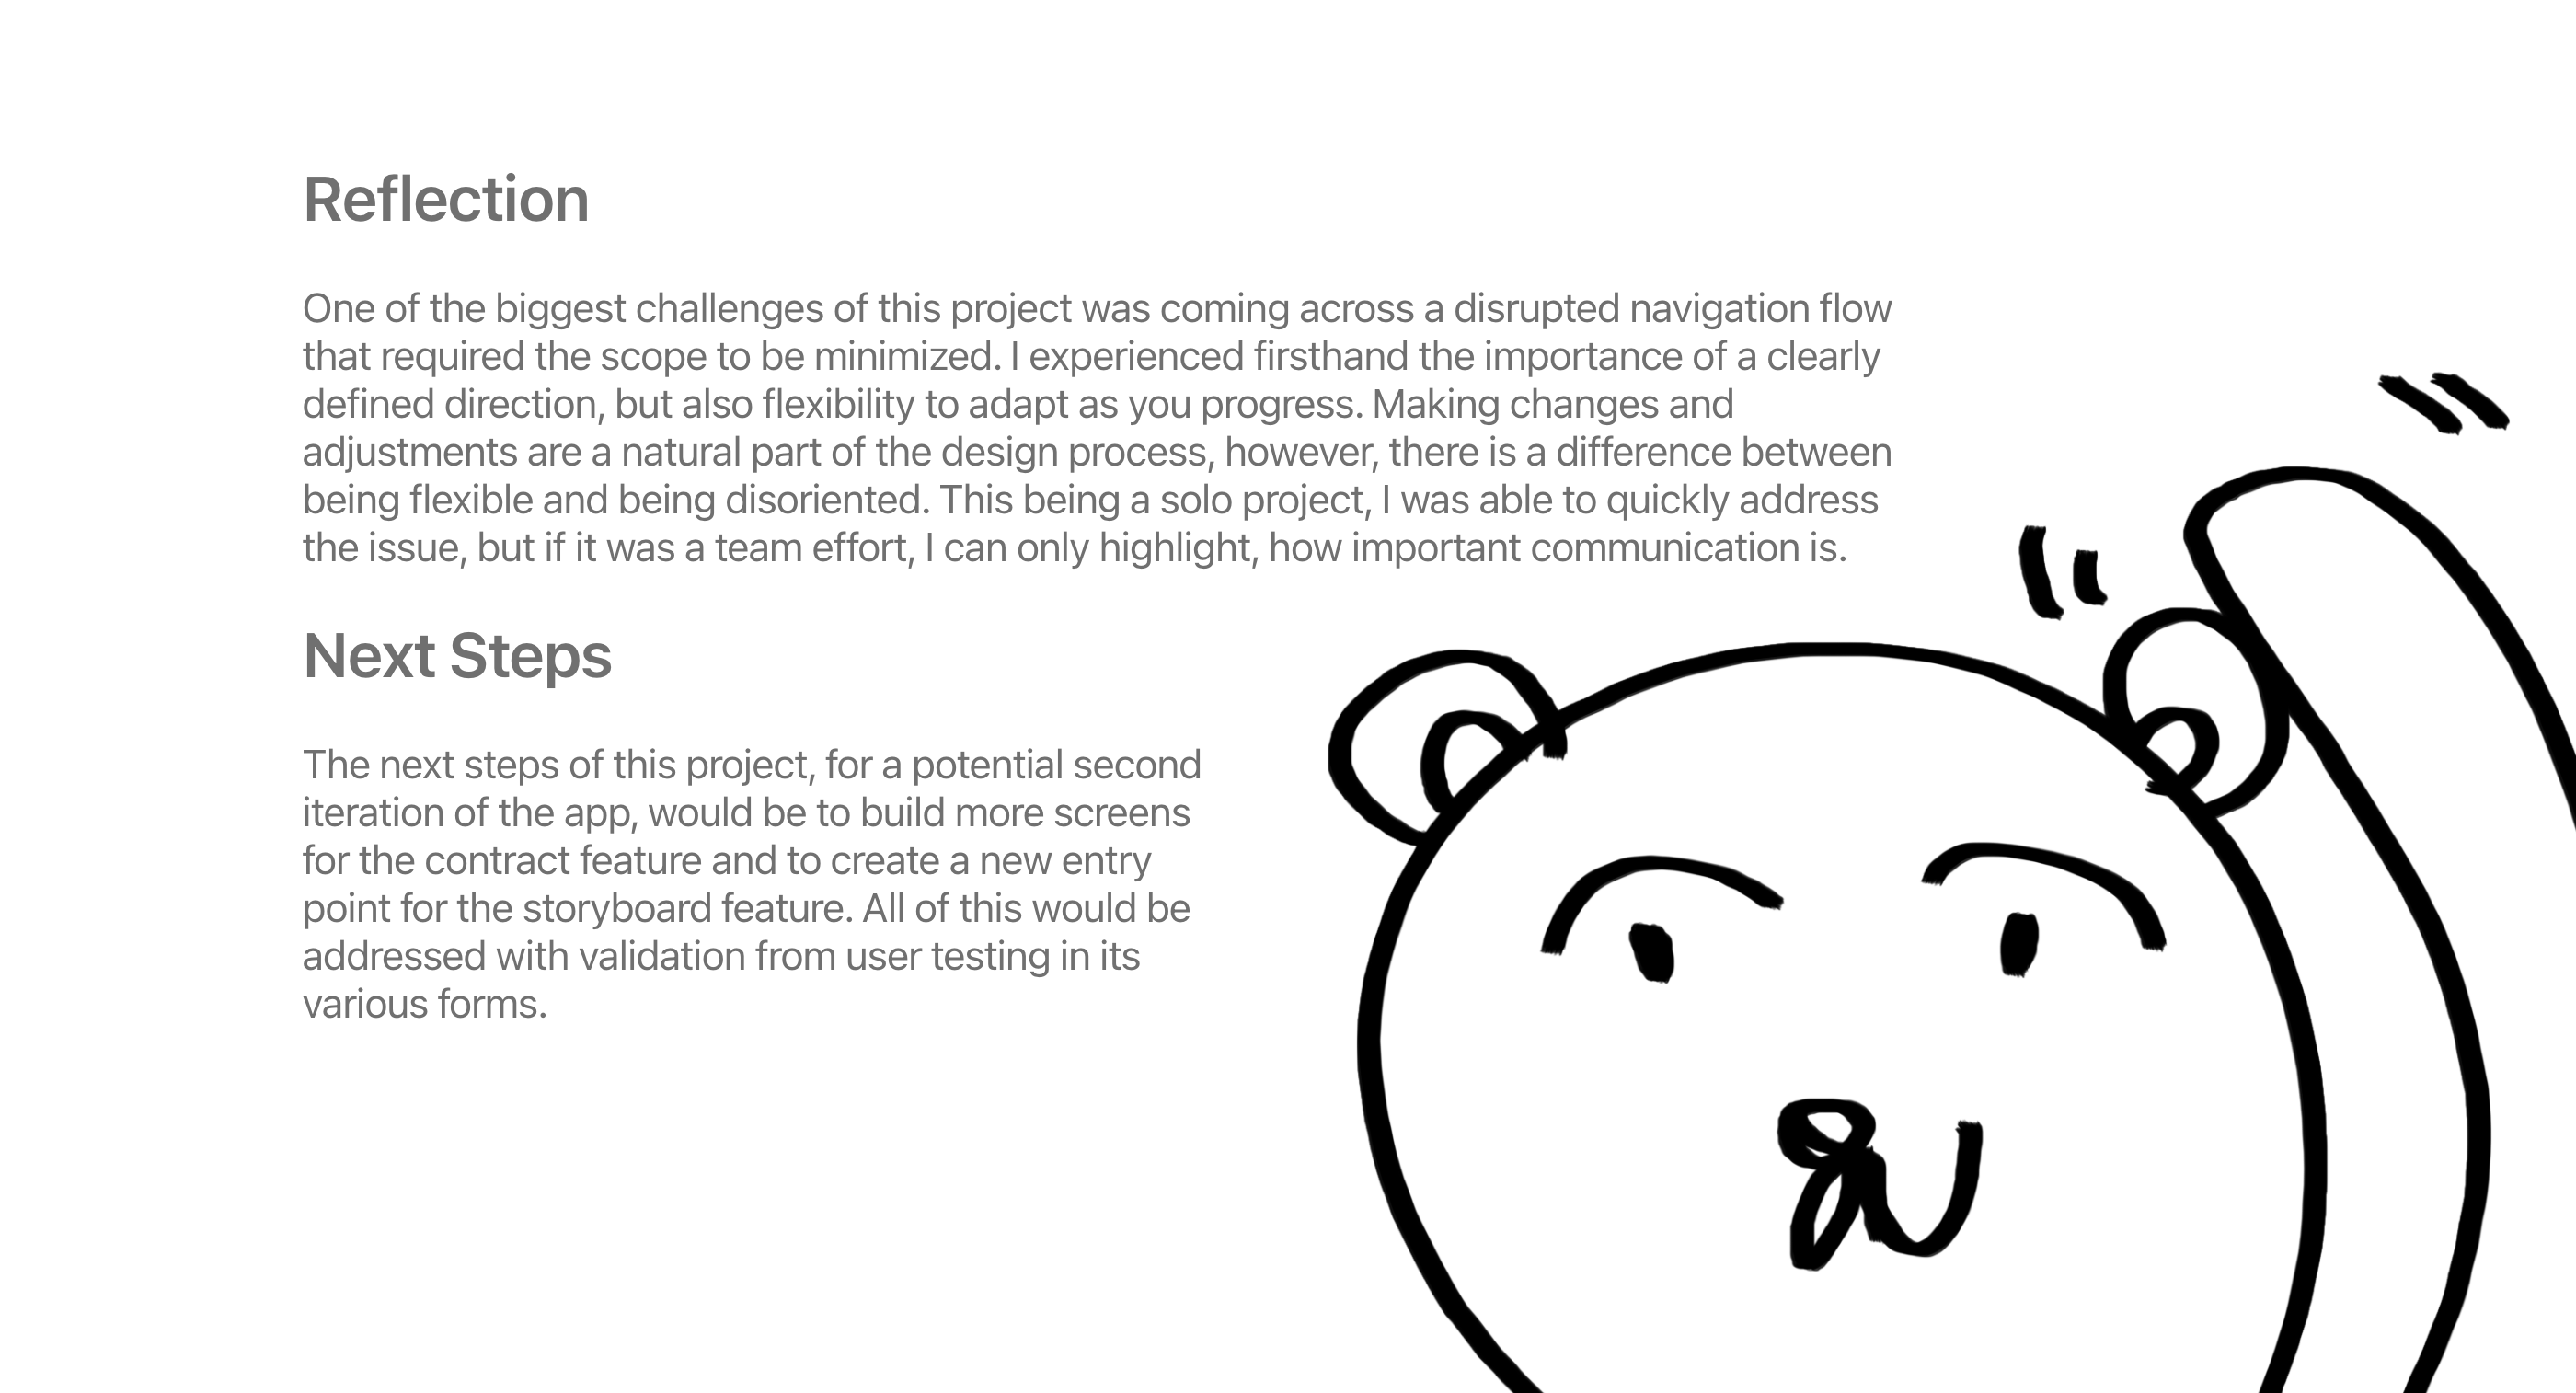 Reflection
One of the biggest challenges of this project was coming across a disrupted navigation flow
that required the scope to be minimized. I experienced firsthand the importance of a clearly
defined direction, but also flexibility to adapt as you progress. Making changes and
adjustments are a natural part of the design process, however, there is a difference between
being flexible and being disoriented. This being a solo project, I was able to quickly address
the issue, but if it was a team effort, I can only highlight, how important communication is.
Next Steps
The next steps of this project, for a potential second
iteration of the app, would be to build more screens
for the contract feature and to create a new entry
point for the storyboard feature. All of this would be
addressed with validation from user testing in its
various forms.